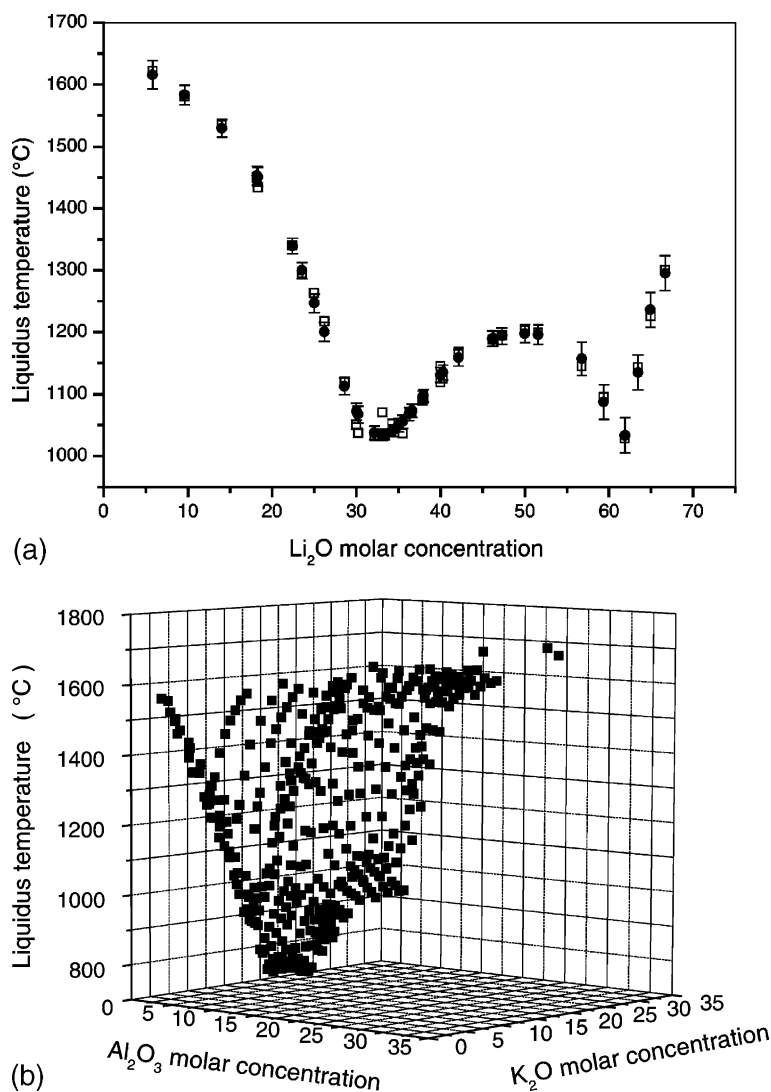 1700
1600
1500
1400
1300
1200
1100
1000
Liquidus temperature (°C)
0 10 20 30 40 50 60 70
(a)
Li₂O molar concentration
1800
1600
1400
1200
1000
800
Liquidus temperature ( °C)
0 5 10 15 20 25 30 35
Al₂O₃ molar concentration
0 5 10 15 20 25 30 35
K₂O molar concentration
(b)